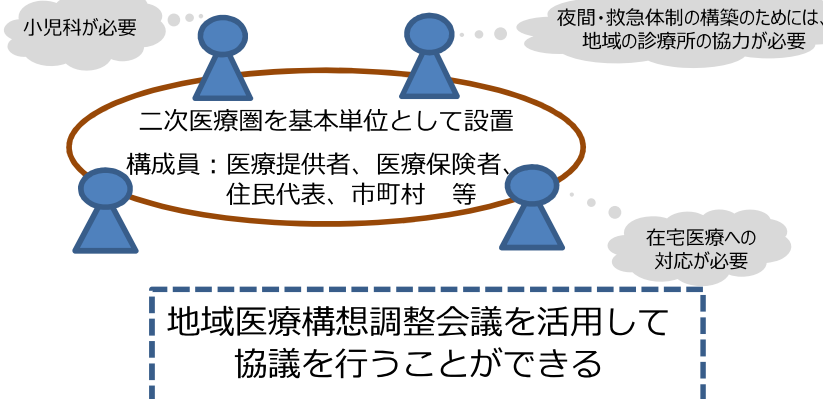 小児科が必要
夜間・救急体制の構築のためには、
地域の診療所の協力が必要
二次医療圏を基本単位として設置
構成員：医療提供者、医療保険者、
住民代表、市町村　等
在宅医療への
対応が必要
地域医療構想調整会議を活用して
協議を行うことができる